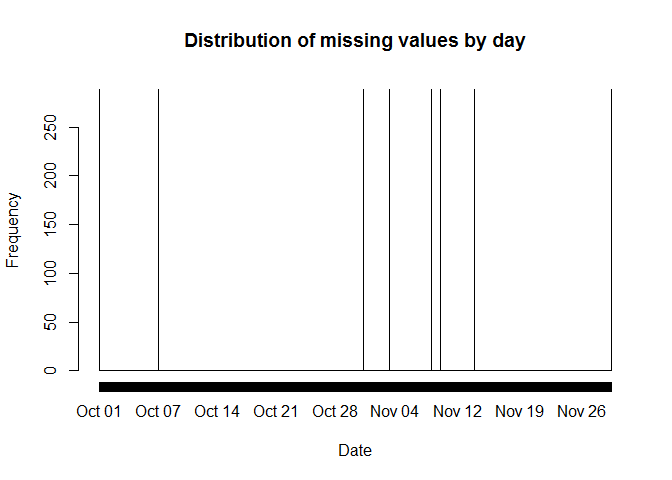 Distribution of missing values by day
Frequency
250
200
150
100
50
0
Oct 01 Oct 07 Oct 14 Oct 21 Oct 28 Nov 04 Nov 12 Nov 19 Nov 26
Date